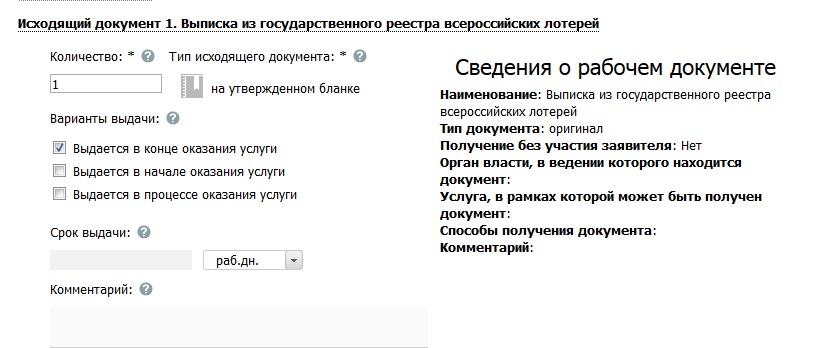 Исходящий документ 1. Выписка из государственного реестра всероссийских лотерей
Количество: * ? Тип исходящего документа: * ?
1 на утвержденном бланке
Варианты выдачи: ?
Выдается в конце оказания услуги
Выдается в начале оказания услуги
Выдается в процессе оказания услуги
Срок выдачи: ?
раб.дн.
Комментарий: ?
Сведения о рабочем документе
Наименование: Выписка из государственного реестра
всероссийских лотерей
Тип документа: оригинал
Получение без участия заявителя: Нет
Орган власти, в ведении которого находится
документ:
Услуга, в рамках которой может быть получен
документ:
Способы получения документа:
Комментарий: